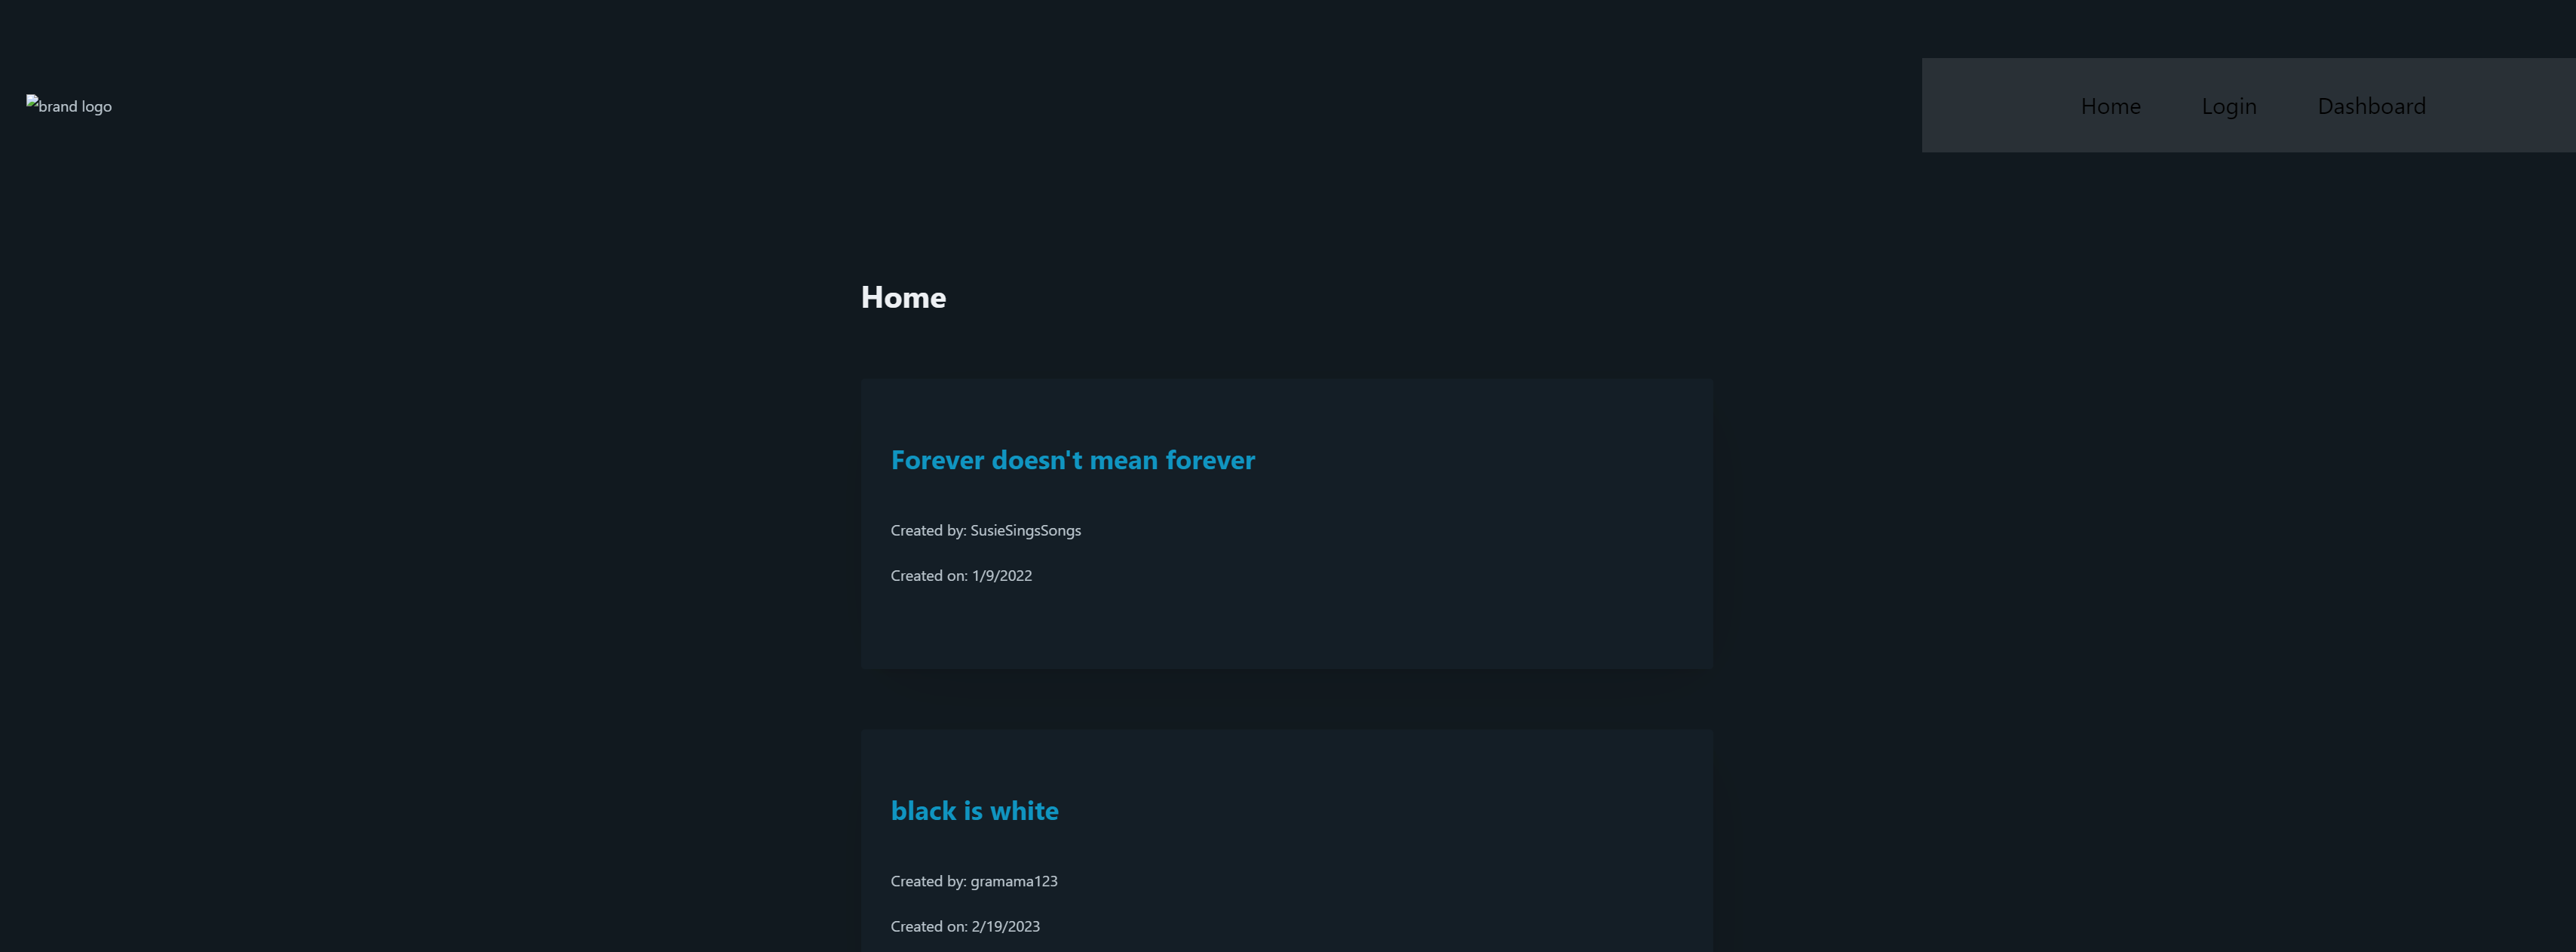 brand logo
Home Login Dashboard
Home
Forever doesn't mean forever
Created by: SusieSingsSongs
Created on: 1/9/2022
black is white
Created by: gramama123
Created on: 2/19/2023